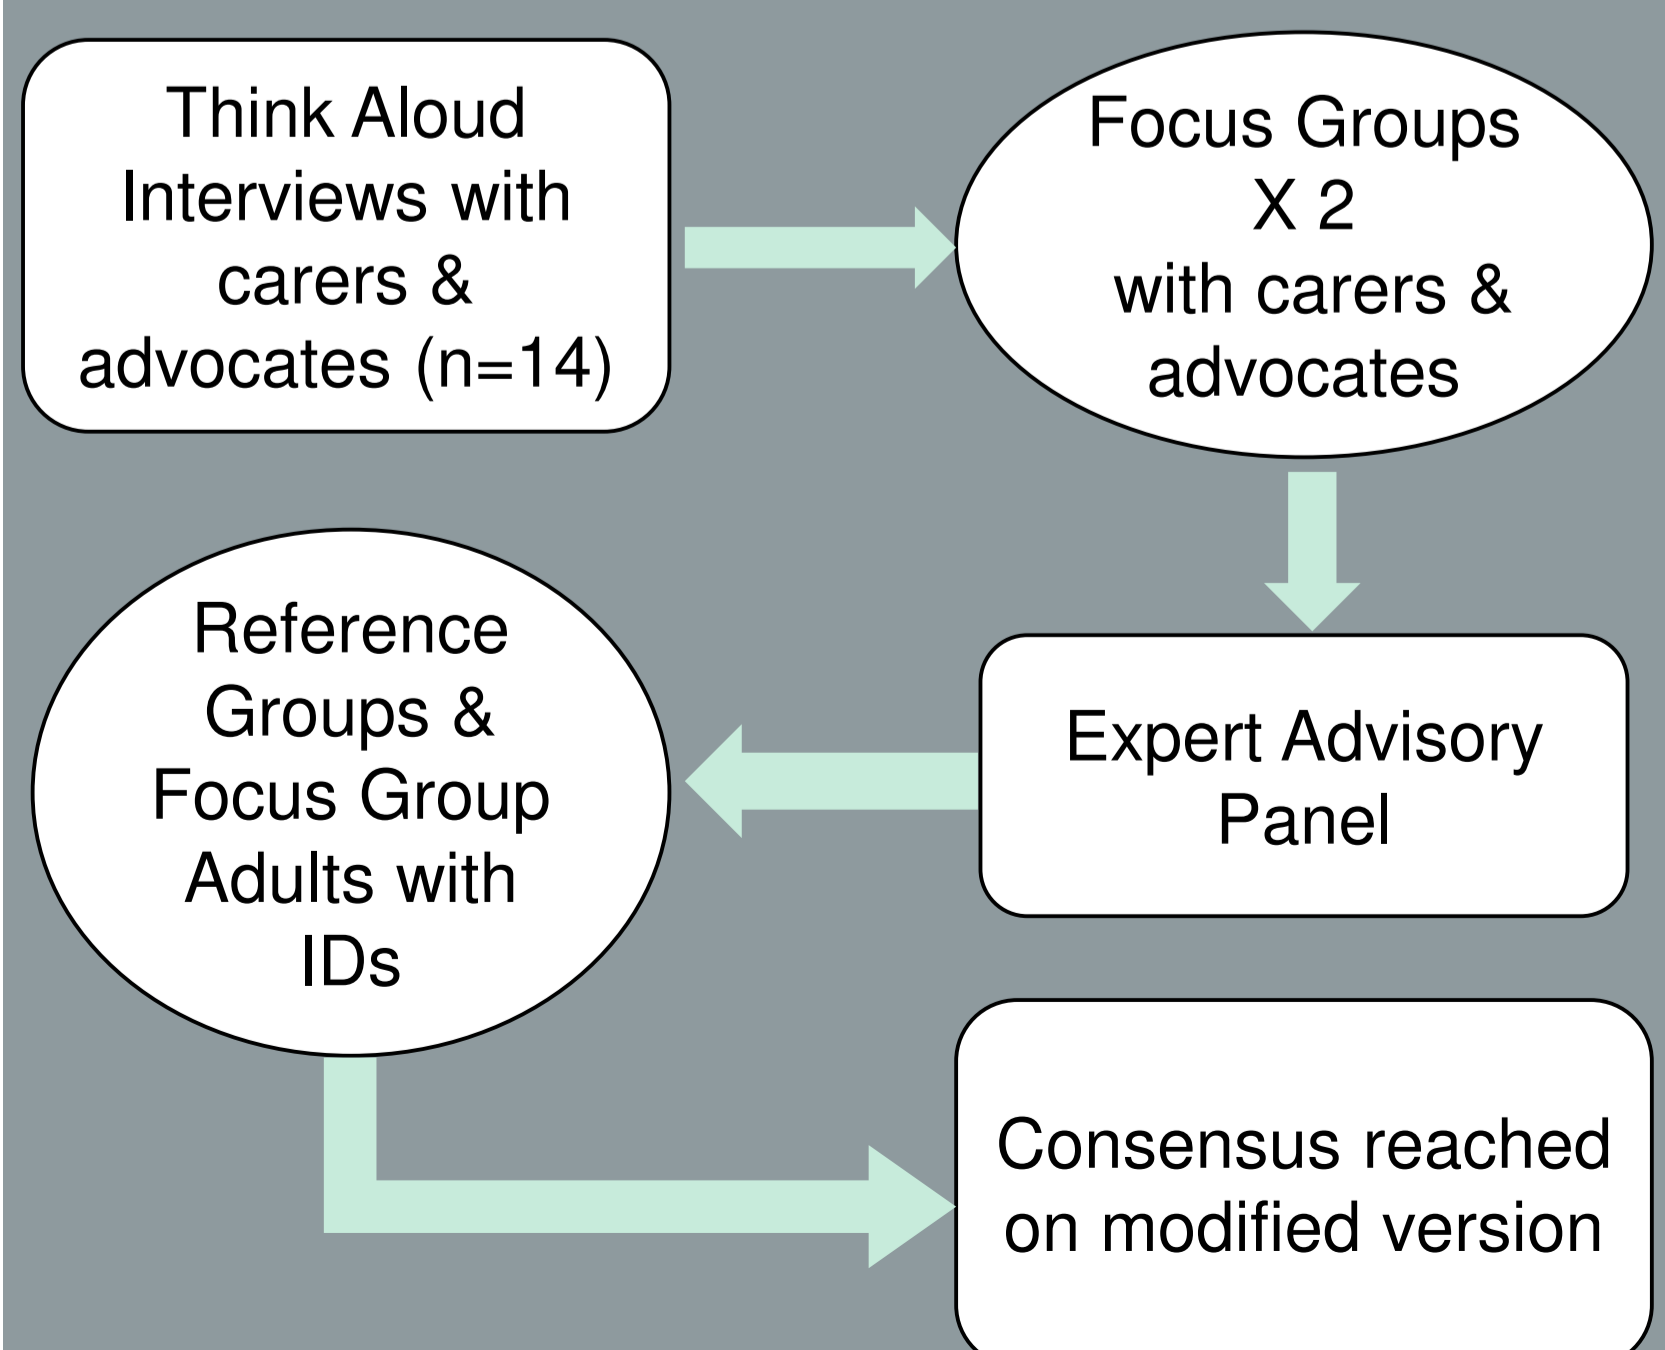 Think Aloud
Interviews with
carers &
advocates (n=14)
Focus Groups
X 2
with carers &
advocates
Expert Advisory
Panel
Reference
Groups &
Focus Group
Adults with
IDs
Consensus reached
on modified version